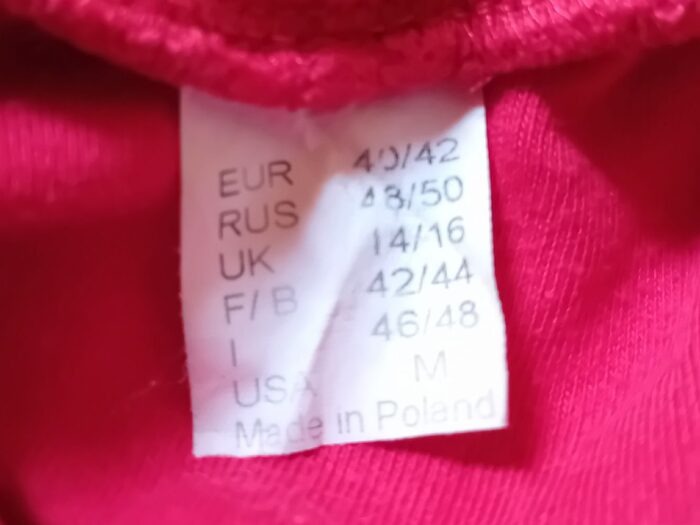 EUR 40/42
RUS 48/50
UK 14/16
F/ B 42/44
I 46/48
USA M
Made in Poland